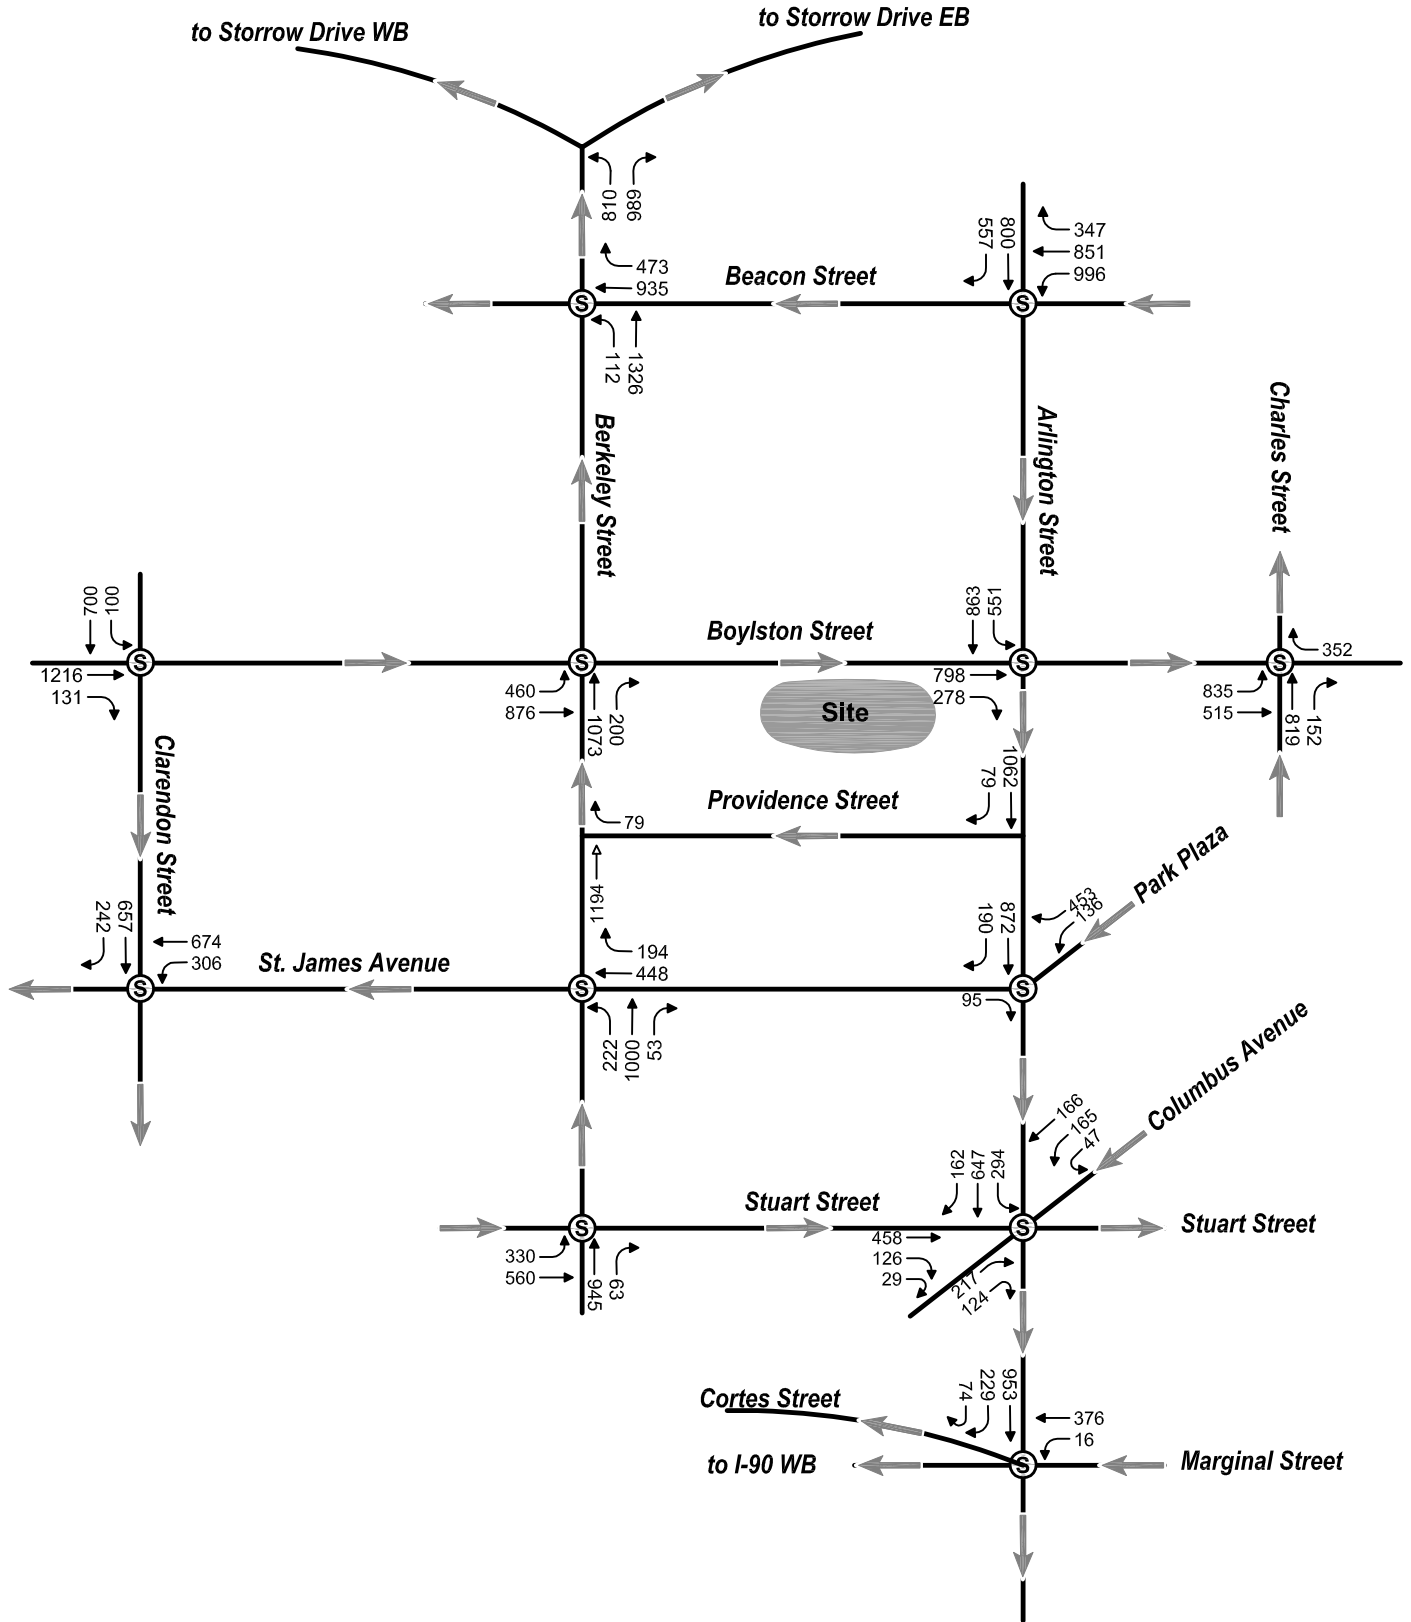 to Storrow Drive WB
to Storrow Drive EB
810
989
473
935
112
1326
Beacon Street
557
800
347
851
996
Berkeley Street
Arlington Street
Charles Street
700
100
1216
131
Clarendon Street
Boylston Street
460
876
1073
200
Site
863
551
798
278
352
835
515
819
152
1062
79
Providence Street
79
1194
Park Plaza
453
136
190
872
95
242
657
674
306
St. James Avenue
194
448
222
1000
53
Columbus Avenue
166
165
47
162
647
294
Stuart Street
Stuart Street
330
560
945
63
458
126
29
217
124
Cortes Street
74
229
953
376
16
to I-90 WB
Marginal Street
S
S
S
S
S
S
S
S
S
S
S
S